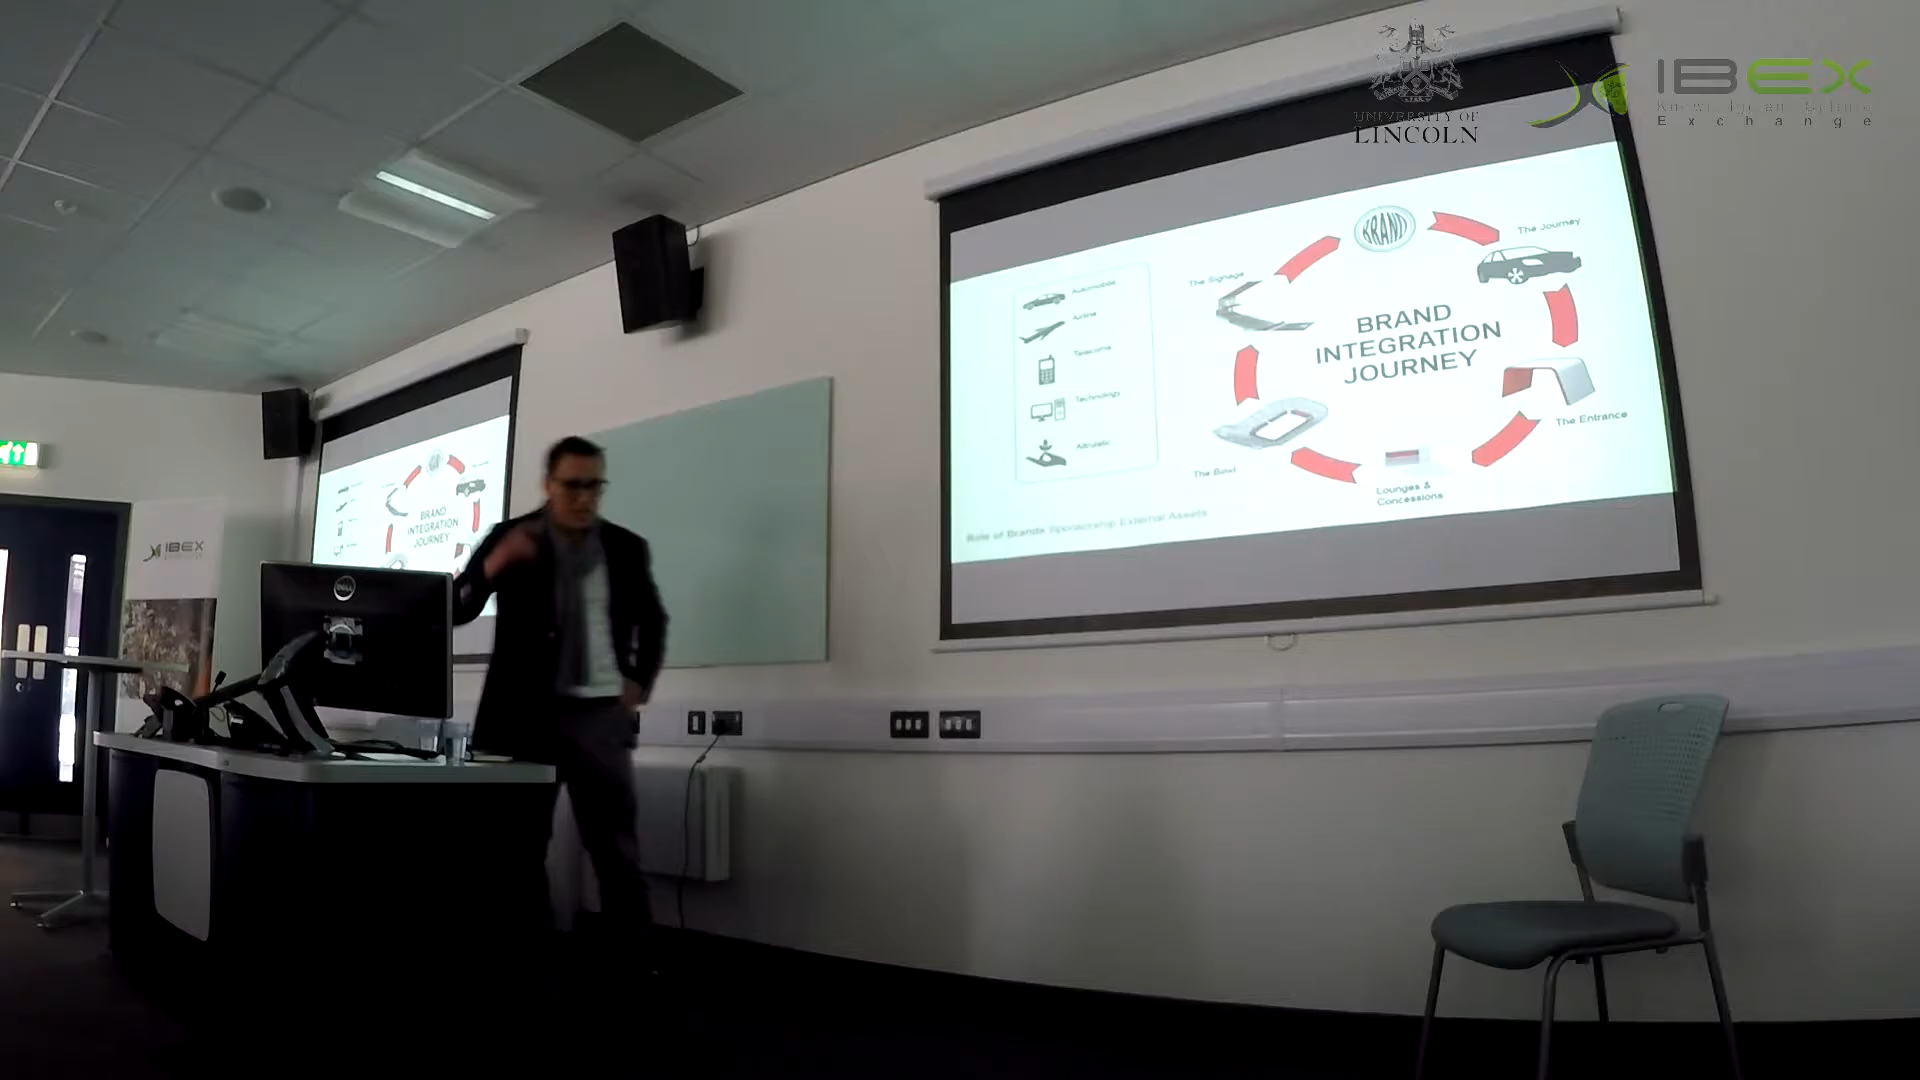 UNIVERSITY OF
LINCOLN
IBEX
Exchange
BRAND
The Journey
The Signage
Automobile
Airline
Telecoms
Technology
Altruistic
BRAND
INTEGRATION
JOURNEY
The Entrance
The Bowl
Lounges &
Concessions
Role of Brands Sponsorship External Assets
BRAND
INTEGRATION
JOURNEY
IBEX
DELL